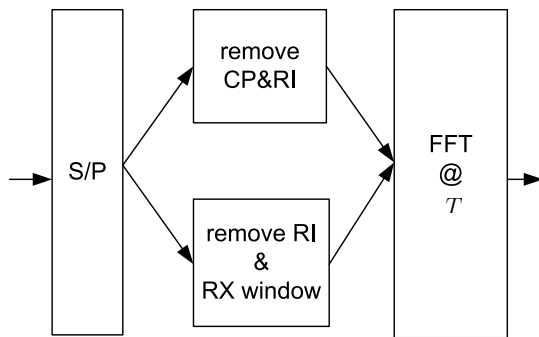 S/P
remove
CP&RI
remove RI
&
RX window
FFT
@
T